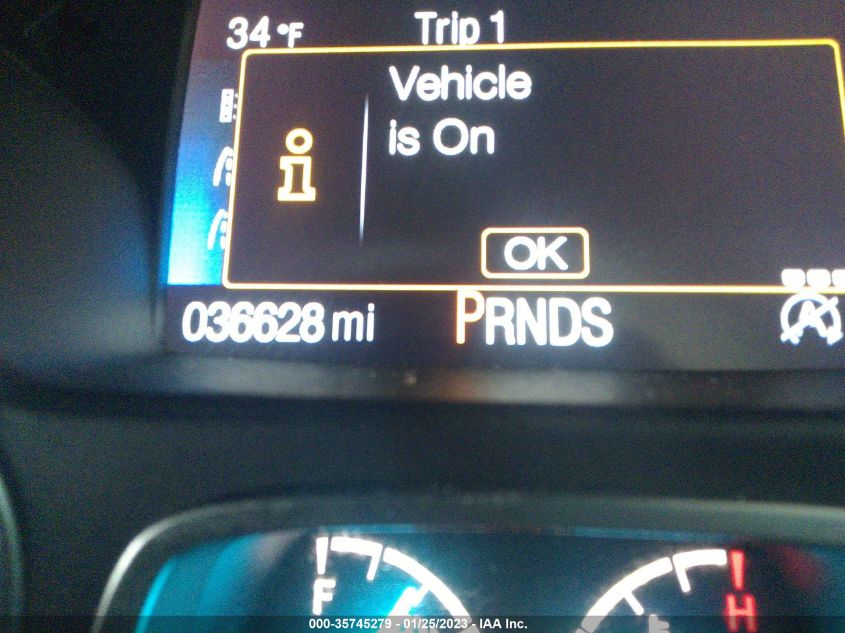 34 °F Trip 1
Vehicle
is On
i
OK
036628 mi PRNDS
A
F
H
000-35745279 - 01/25/2023 - IAA Inc.